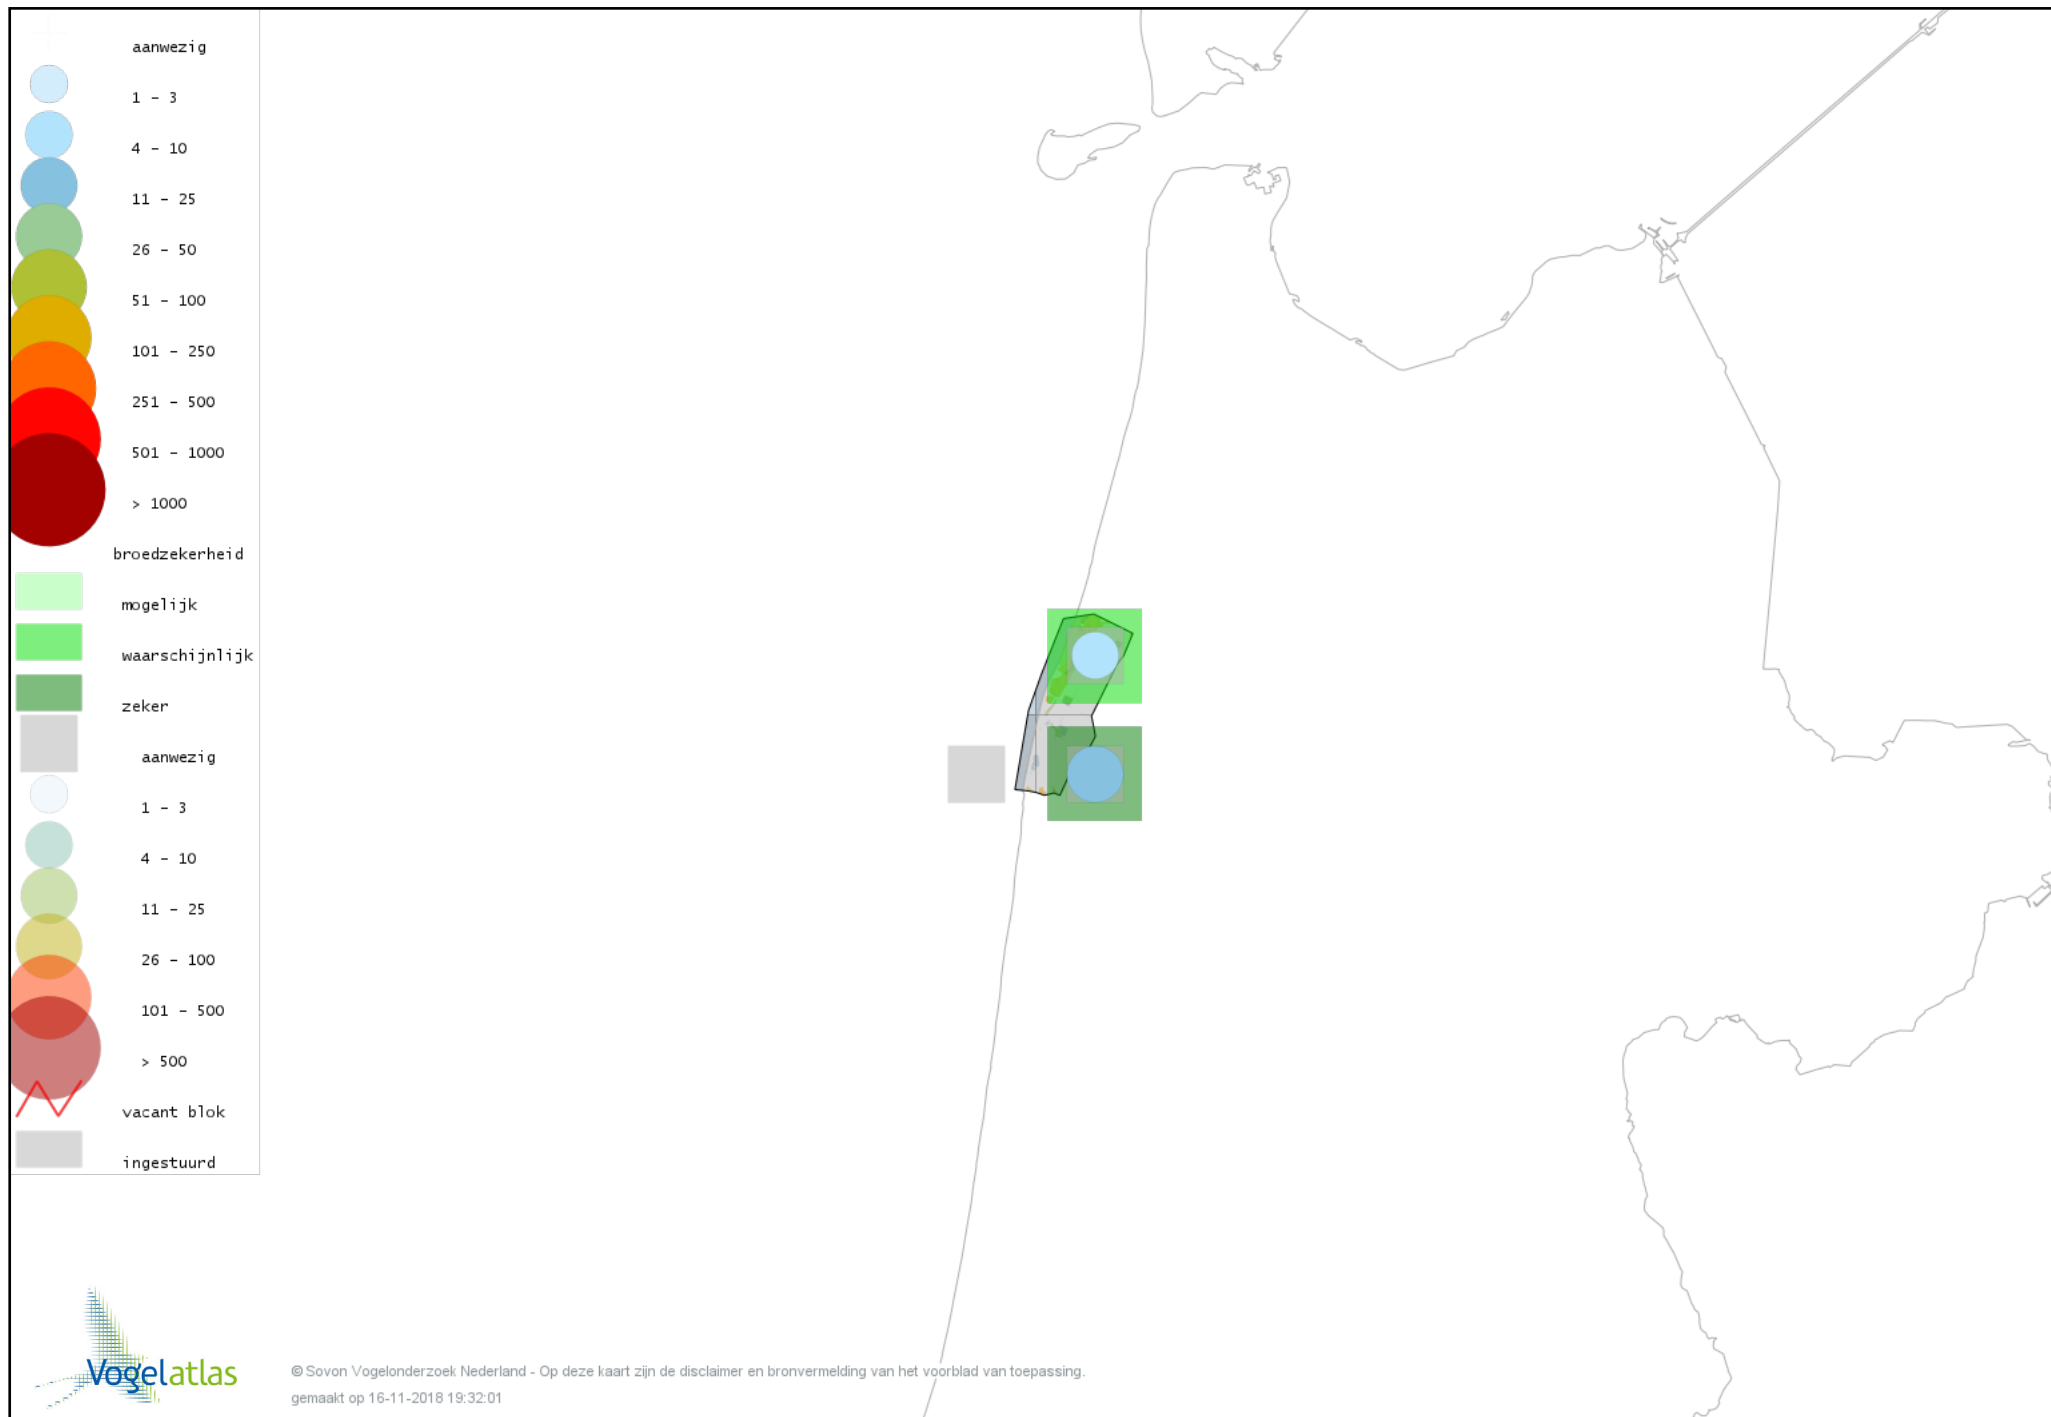 aanwezig
1 - 3
4 - 10
11 - 25
26 - 50
51 - 100
101 - 250
251 - 500
501 - 1000
> 1000
broedzekerheid
mogelijk
waarschijnlijk
zeker
aanwezig
1 - 3
4 - 10
11 - 25
26 - 100
101 - 500
> 500
vacant blok
ingestuurd
Vogelatlas
© Sovon Vogelonderzoek Nederland - Op deze kaart zijn de disclaimer en bronvermelding van het voorblad van toepassing.
gemaakt op 16-11-2018 19:32:01